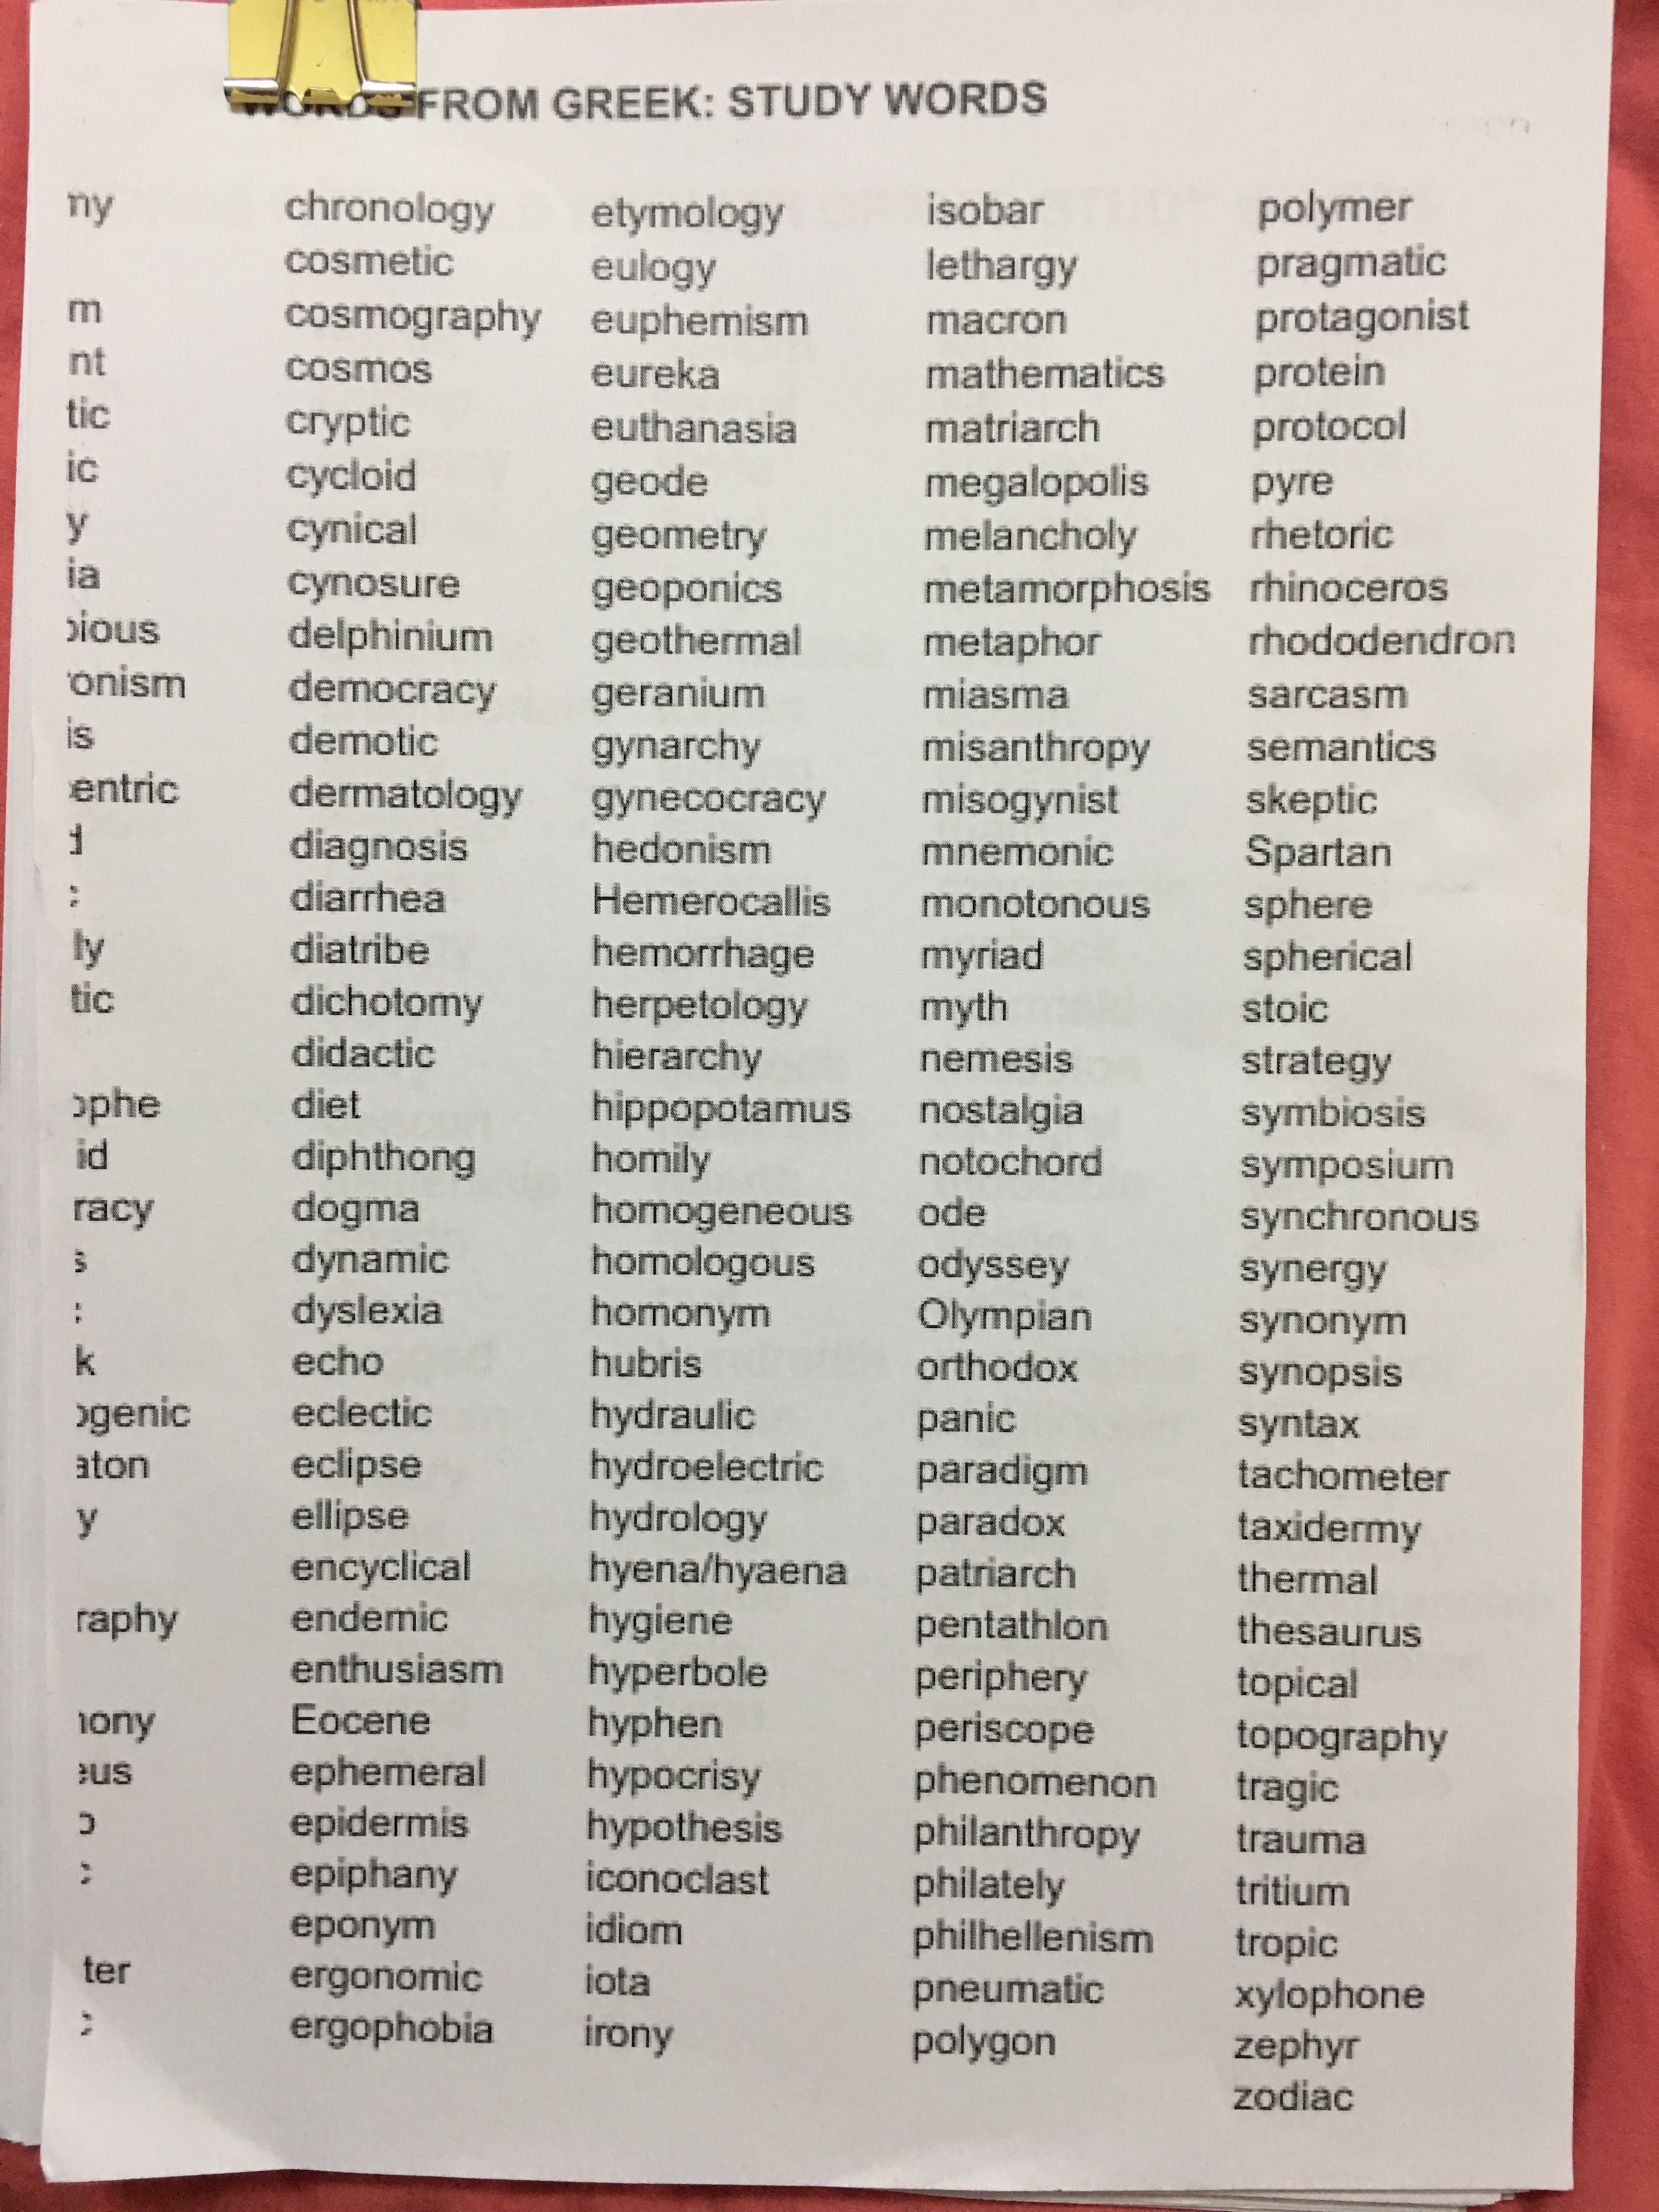 WORDS FROM GREEK: STUDY WORDS
ny
m
nt
tic
ic
y
ia
bious
onism
is
entric
d
ly
tic
ophe
id
racy
s
k
ogenic
aton
y
raphy
ony
eus
ter
chronology
cosmetic
cosmography
cosmos
cryptic
cycloid
cynical
cynosure
delphinium
democracy
demotic
dermatology
diagnosis
diarrhea
diatribe
dichotomy
didactic
diet
diphthong
dogma
dynamic
dyslexia
echo
eclectic
eclipse
ellipse
encyclical
endemic
enthusiasm
Eocene
ephemeral
epidermis
epiphany
eponym
ergonomic
ergophobia
etymology
eulogy
euphemism
eureka
euthanasia
geode
geometry
geoponics
geothermal
geranium
gynarchy
gynecocracy
hedonism
Hemerocallis
hemorrhage
herpetology
hierarchy
hippopotamus
homily
homogeneous
homologous
homonym
hubris
hydraulic
hydroelectric
hydrology
hyena/hyaena
hygiene
hyperbole
hyphen
hypocrisy
hypothesis
iconoclast
idiom
iota
irony
isobar
lethargy
macron
mathematics
matriarch
megalopolis
melancholy
metamorphosis
metaphor
miasma
misanthropy
misogynist
mnemonic
monotonous
myriad
myth
nemesis
nostalgia
notochord
ode
odyssey
Olympian
orthodox
panic
paradigm
paradox
patriarch
pentathlon
periphery
periscope
phenomenon
philanthropy
philately
philhellenism
pneumatic
polygon
polymer
pragmatic
protagonist
protein
protocol
pyre
rhetoric
rhinoceros
rhododendron
sarcasm
semantics
skeptic
Spartan
sphere
spherical
stoic
strategy
symbiosis
symposium
synchronous
synergy
synonym
synopsis
syntax
tachometer
taxidermy
thermal
thesaurus
topical
topography
tragic
trauma
tritium
tropic
xylophone
zephyr
zodiac